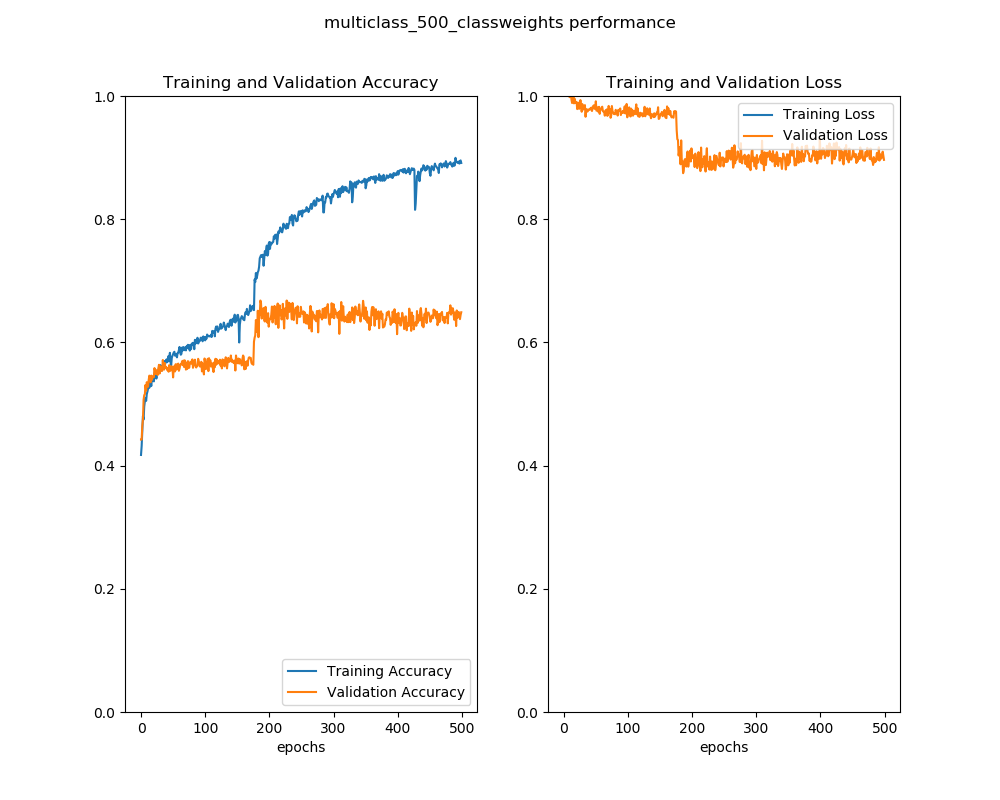 multiclass_500_classweights performance
Training and Validation Accuracy
1.0
0.8
0.6
0.4
0.2
0.0
0 100 200 300 400 500
epochs
Training Accuracy
Validation Accuracy
Training and Validation Loss
1.0
0.8
0.6
0.4
0.2
0.0
0 100 200 300 400 500
epochs
Training Loss
Validation Loss